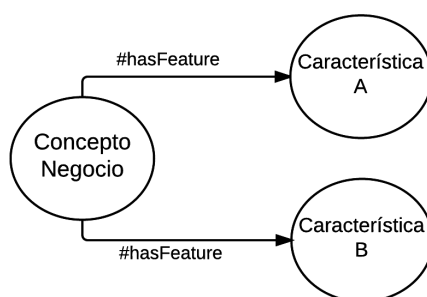 #hasFeature
Característica
A
Concepto
Negocio
Característica
B
#hasFeature